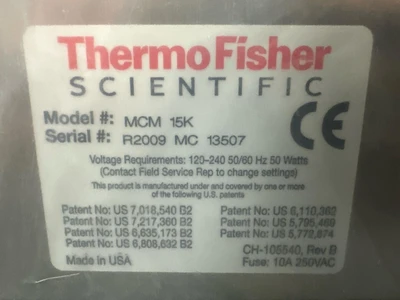 ThermoFisher
SCIENTIFIC
Model #: MCM 15K
Serial #: R2009 MC 13507
CE
Voltage Requirements: 120-240 50/60 Hz 50 Watts
(Contact Field Service Rep to change settings)
This product is manufactured under and covered by one or more
of the following U.S. patents
Patent No: US 7,018,540 B2 Patent No: US 6,110,362
Patent No: US 7,217,360 B2 Patent No: US 5,795,469
Patent No: US 6,635,173 B2 Patent No: US 5,772,874
Patent No: US 6,808,632 B2 CH-105540, Rev B
Made in USA Fuse: 10A 250VAC